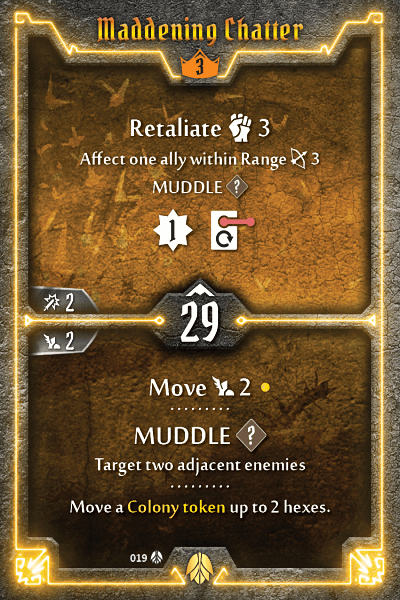 Maddening Chatter
3
Retaliate 3
Affect one ally within Range 3
MUDDLE ?
1
2
29
2
Move 2
MUDDLE ?
Target two adjacent enemies
Move a Colony token up to 2 hexes.
019